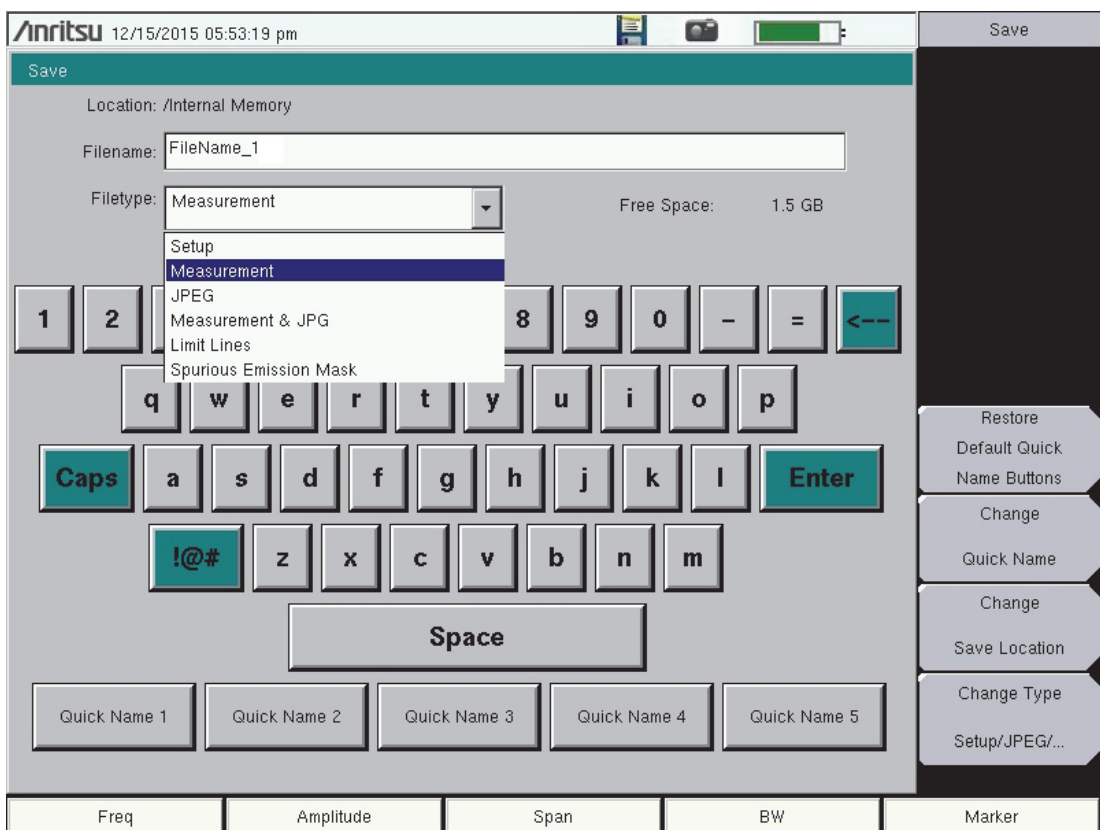 /Inritsu 12/15/2015 05:53:19 pm
Save
Save
Location: /Internal Memory
Filename: FileName_1
Filetype: Measurement
Free Space: 1.5 GB
Setup
Measurement
JPEG
Measurement & JPG
Limit Lines
Spurious Emission Mask
1 2 8 9 0 - = <--
q w e r t y u i o p
Caps a s d f g h j k l Enter
!@# z x c v b n m
Space
Quick Name 1 Quick Name 2 Quick Name 3 Quick Name 4 Quick Name 5
Restore
Default Quick
Name Buttons
Change
Quick Name
Change
Save Location
Change Type
Setup/JPEG/...
Freq Amplitude Span BW Marker